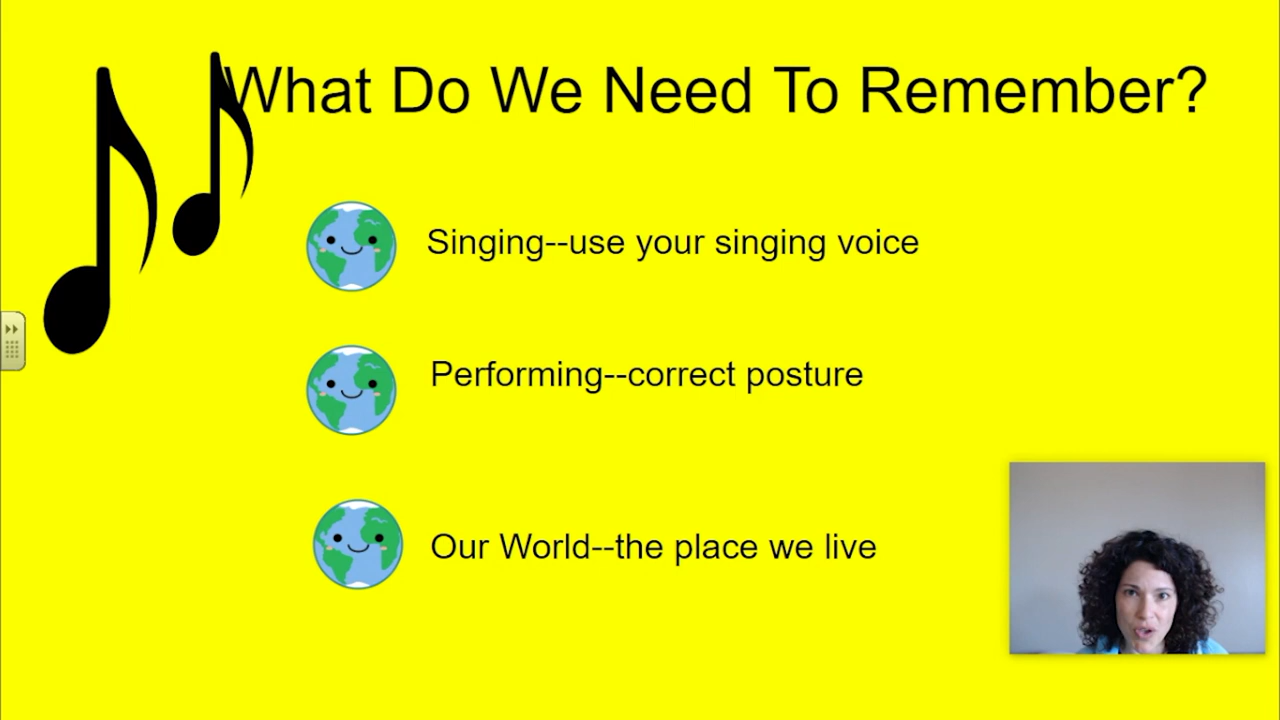 What Do We Need To Remember?
Singing--use your singing voice
Performing--correct posture
Our World--the place we live